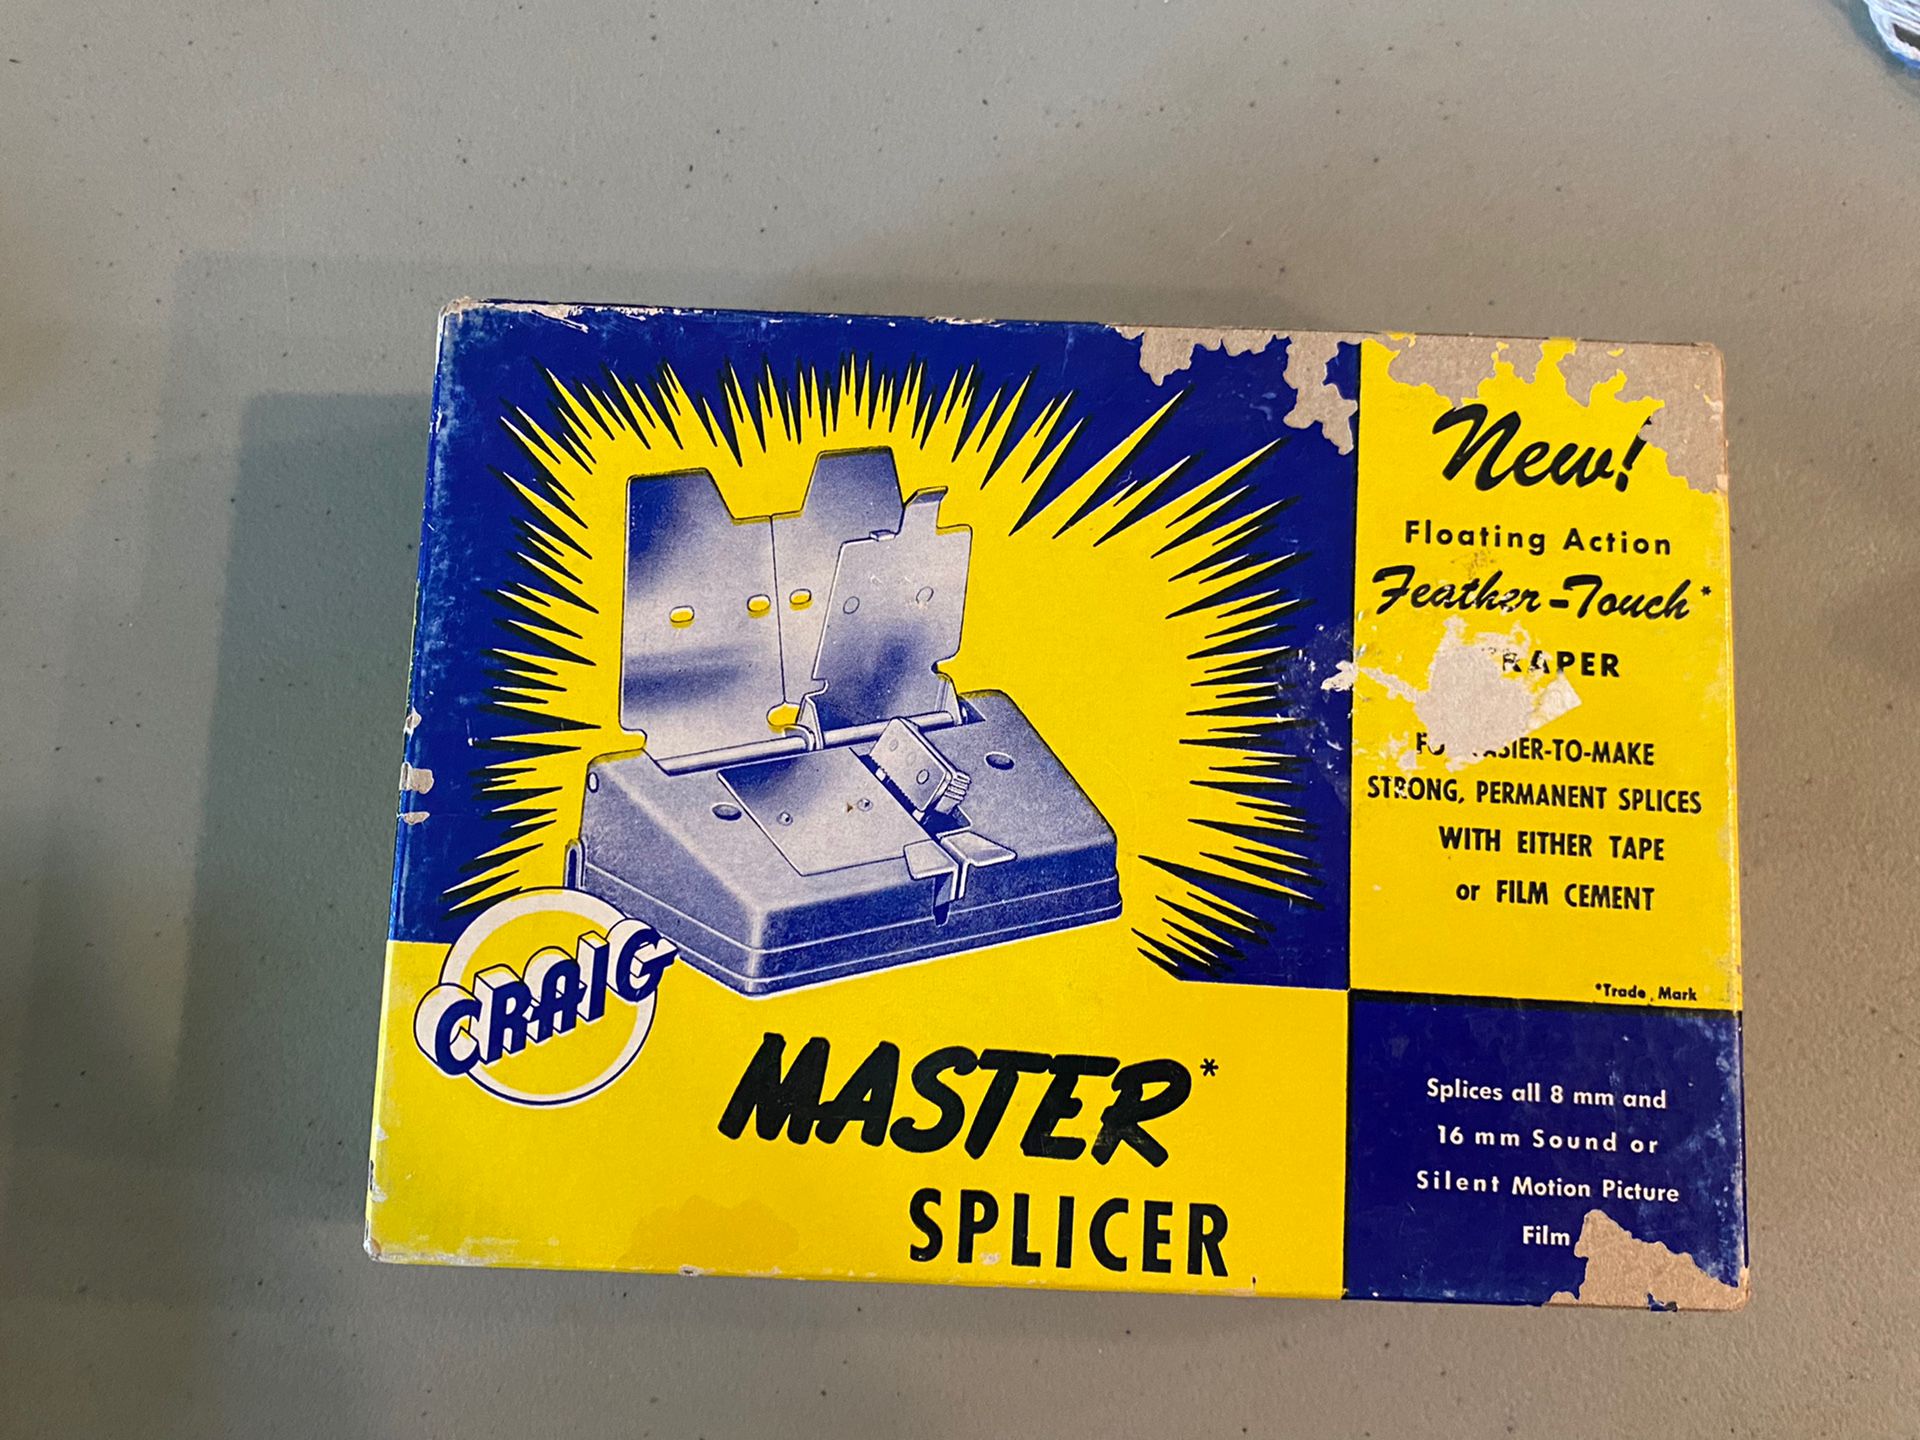 CRAIG
MASTER*
SPLICER
New!
Floating Action
Feather-Touch*
RAPER
ASIER-TO-MAKE
STRONG, PERMANENT SPLICES
WITH EITHER TAPE
or FILM CEMENT
*Trade Mark
Splices all 8 mm and
16 mm Sound or
Silent Motion Picture
Film